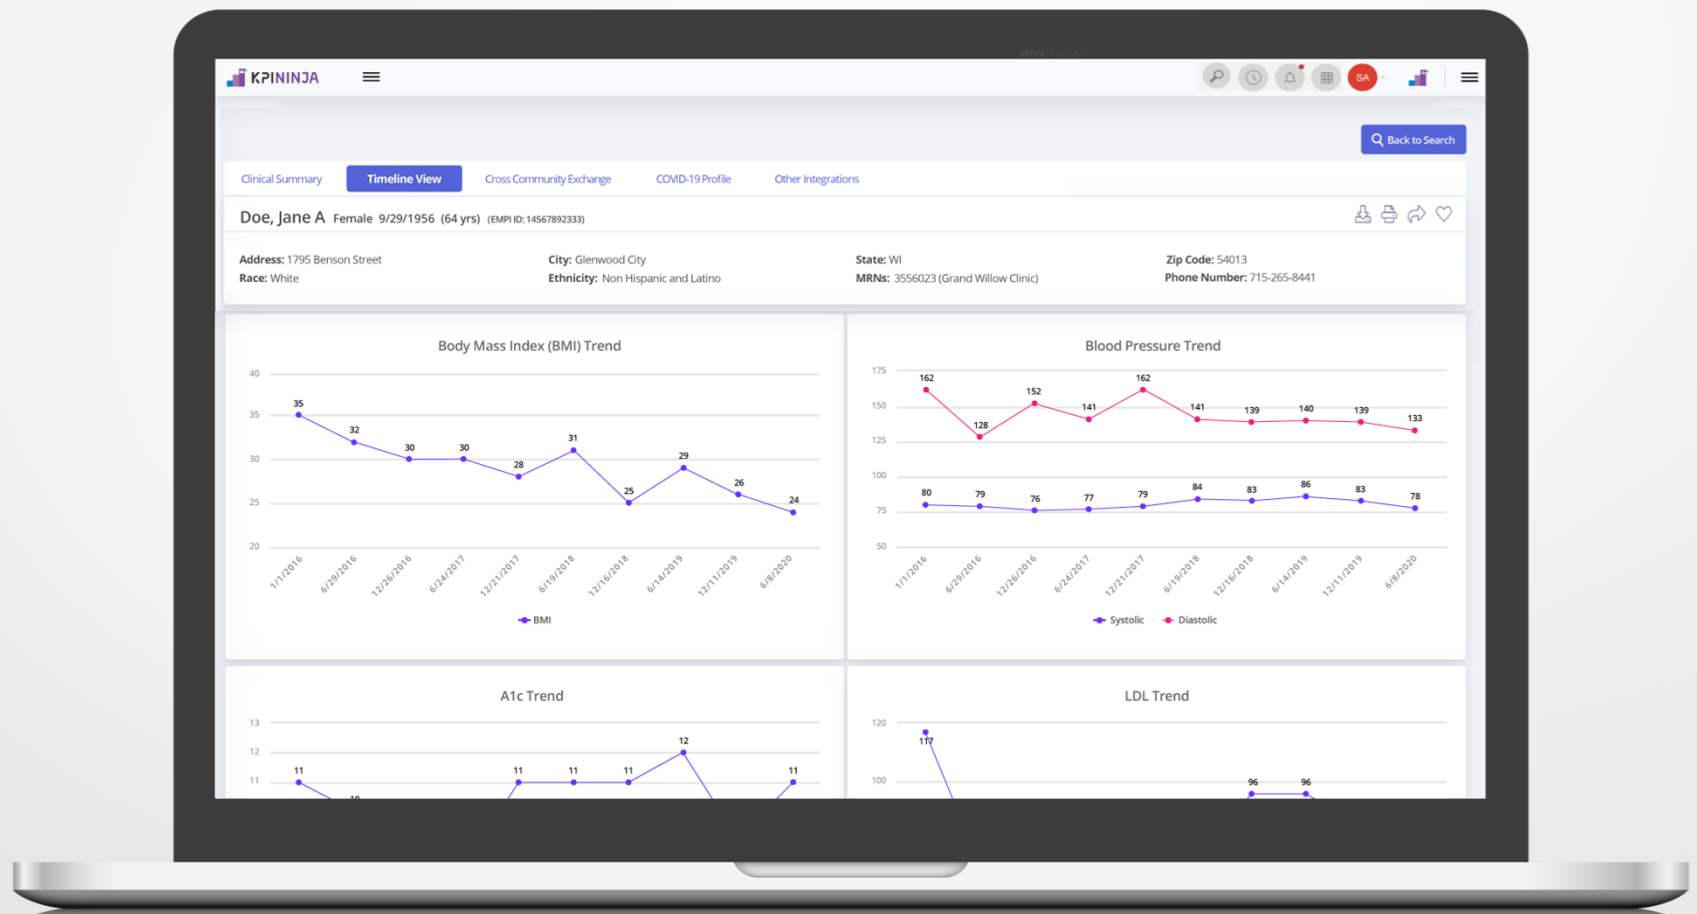 MRN: 143567
KPININJA
SA
Back to Search
Clinical Summary Timeline View Cross Community Exchange COVID-19 Profile Other Integrations
Doe, Jane A Female 9/29/1956 (64 yrs) (EMPI ID: 14567892333)
Address: 1795 Benson Street City: Glenwood City State: WI Zip Code: 54013
Race: White Ethnicity: Non Hispanic and Latino MRNs: 3556023 (Grand Willow Clinic) Phone Number: 715-265-8441
Body Mass Index (BMI) Trend
40
35
30
25
20
35 32 30 30 28 31 25 29 26 24
1/1/2016 6/29/2016 12/26/2016 6/24/2017 12/21/2017 6/19/2018 12/16/2018 6/14/2019 12/11/2019 6/8/2020
BMI
Blood Pressure Trend
175
150
125
100
75
50
162 128 152 141 162 141 139 140 139 133
80 79 76 77 79 84 83 86 83 78
1/1/2016 6/29/2016 12/26/2016 6/24/2017 12/21/2017 6/19/2018 12/16/2018 6/14/2019 12/11/2019 6/8/2020
Systolic Diastolic
A1c Trend
13
12
11
11 10 11 11 11 12 11
LDL Trend
120
100
117 96 96